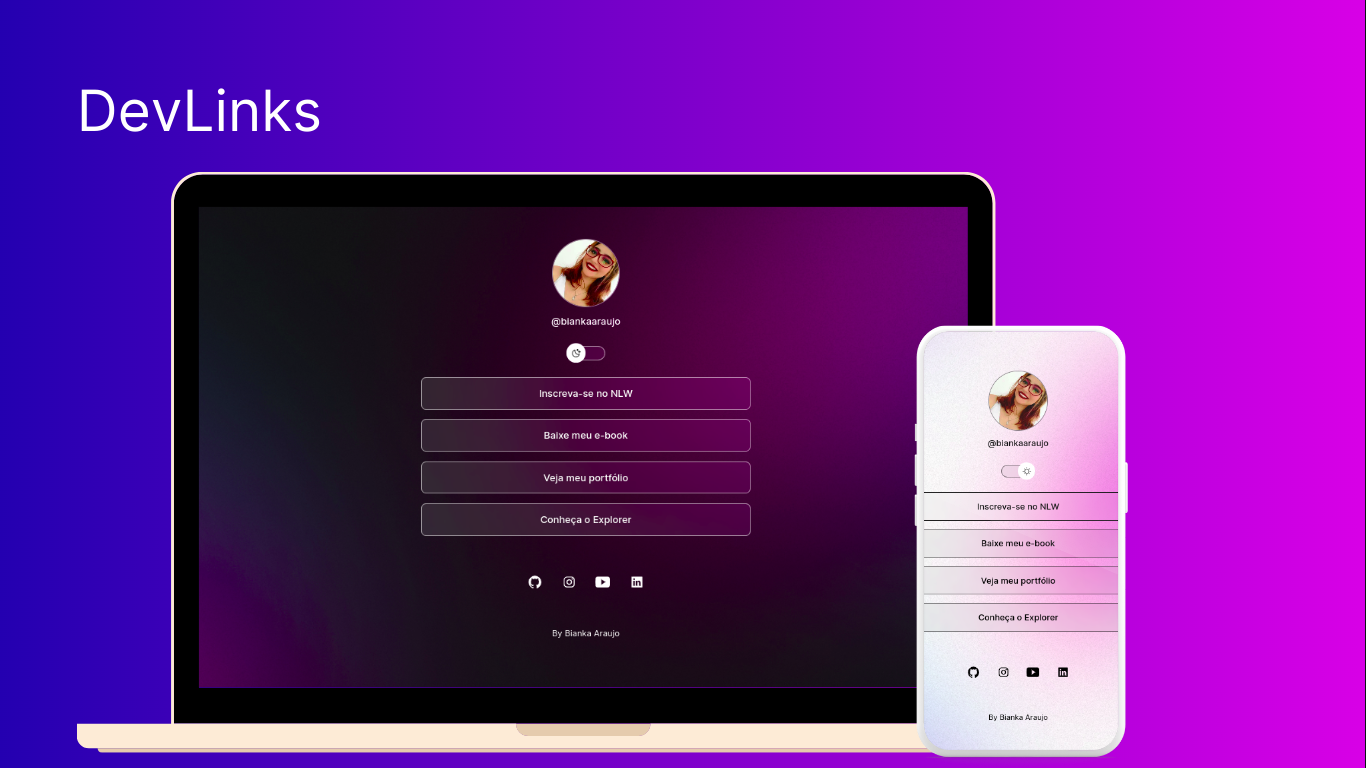 DevLinks
@biankaaraujo
Inscreva-se no NLW
Baixe meu e-book
Veja meu portfólio
Conheça o Explorer
By Bianka Araujo
@biankaaraujo
Inscreva-se no NLW
Baixe meu e-book
Veja meu portfólio
Conheça o Explorer
By Bianka Araujo